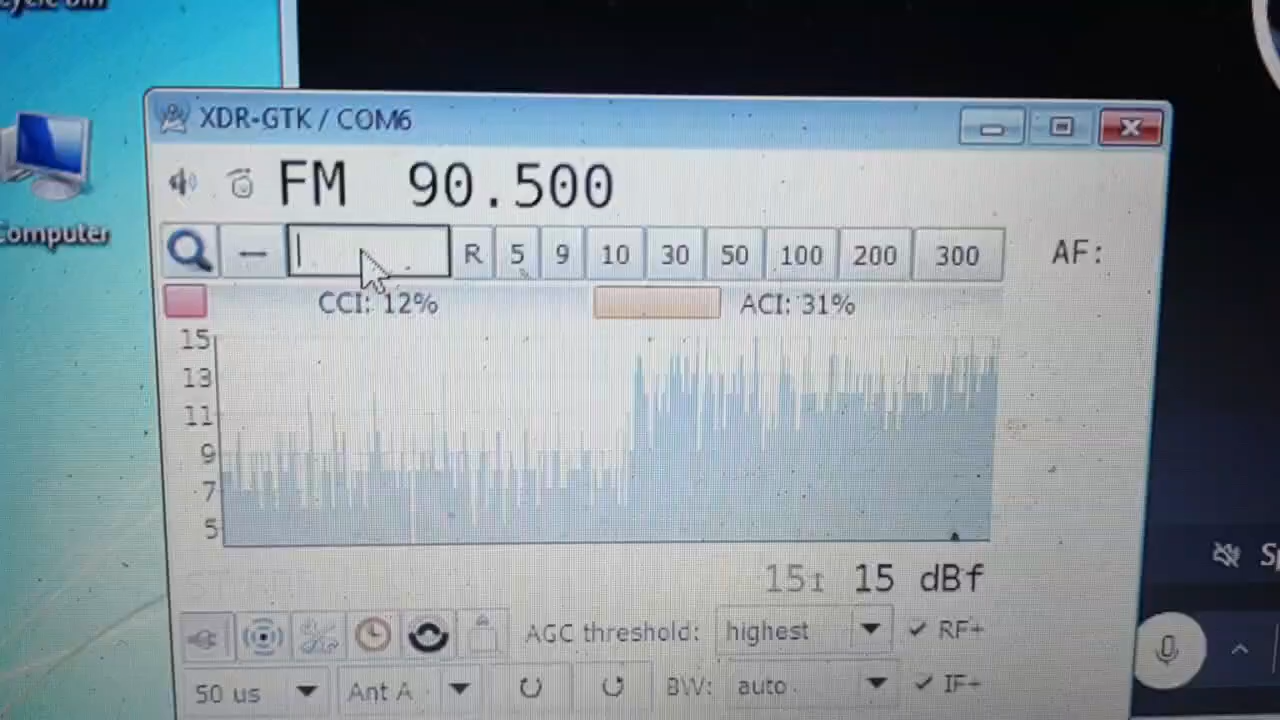 XDR-GTK / COM6
FM 90.500
Computer
R 5 9 10 30 50 100 200 300 AF:
CCI: 12% ACI: 31%
15
13
11
9
7
5
15↑ 15 dBf
AGC threshold: highest ✓ RF+
50 us Ant A BW: auto ✓ IF+